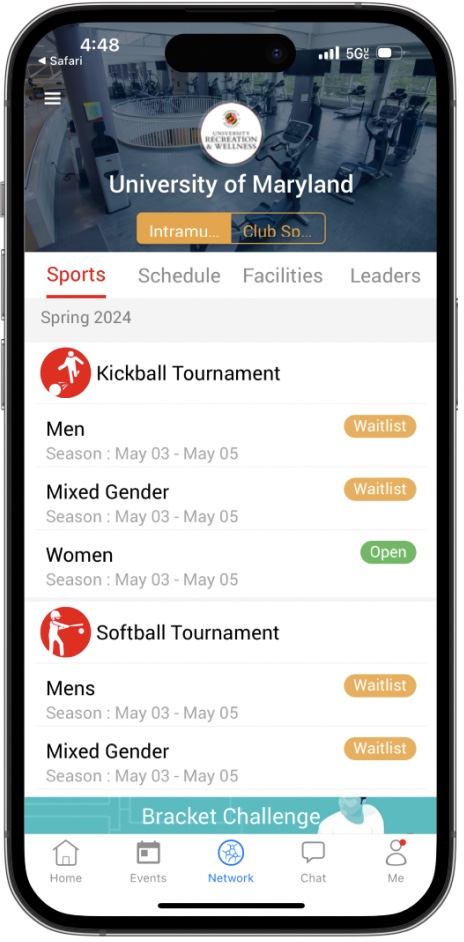 4:48
5G
◀ Safari
UNIVERSITY
RECREATION
& WELLNESS
University of Maryland
Intramu... Club Sp...
Sports Schedule Facilities Leaders
Spring 2024
Kickball Tournament
Men Waitlist
Season : May 03 - May 05
Mixed Gender Waitlist
Season : May 03 - May 05
Women Open
Season : May 03 - May 05
Softball Tournament
Mens Waitlist
Season : May 03 - May 05
Mixed Gender Waitlist
Season : May 03 - May 05
Bracket Challenge
Home Events Network Chat Me